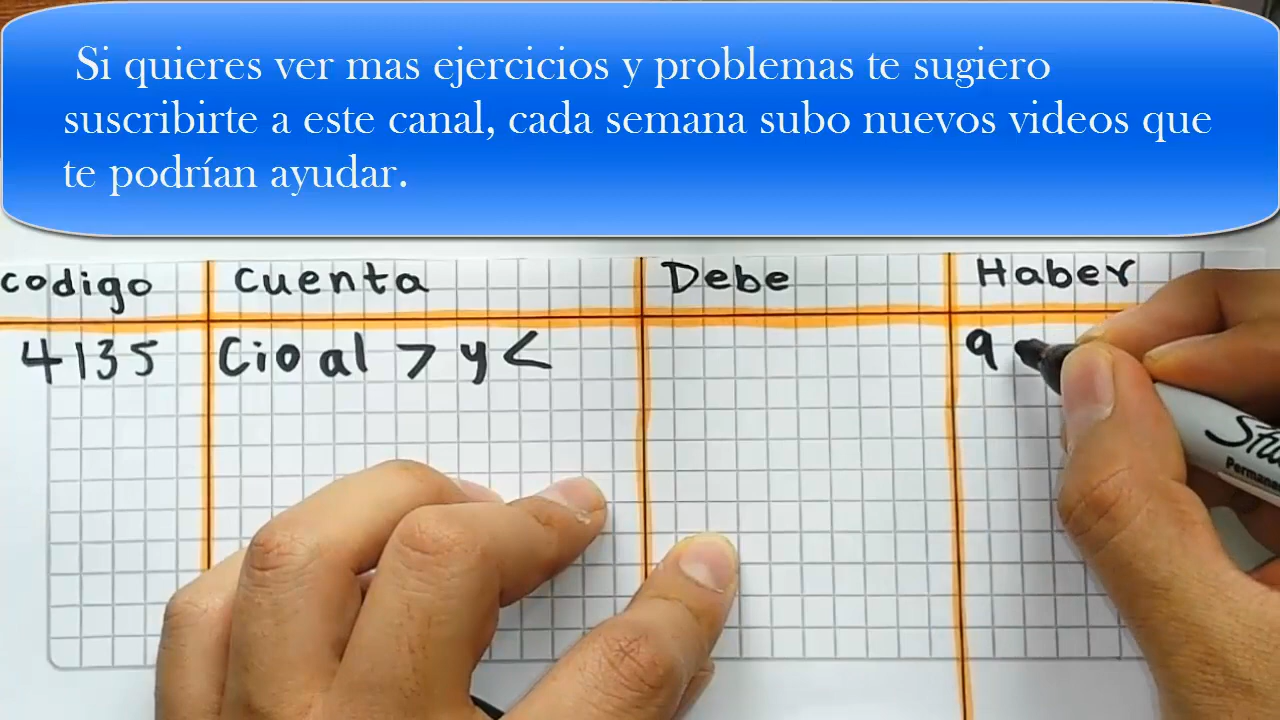 Si quieres ver mas ejercicios y problemas te sugiero
suscribirte a este canal, cada semana subo nuevos videos que
te podrían ayudar.
codigo cuenta Debe Haber
4135 Cio al > y < 9